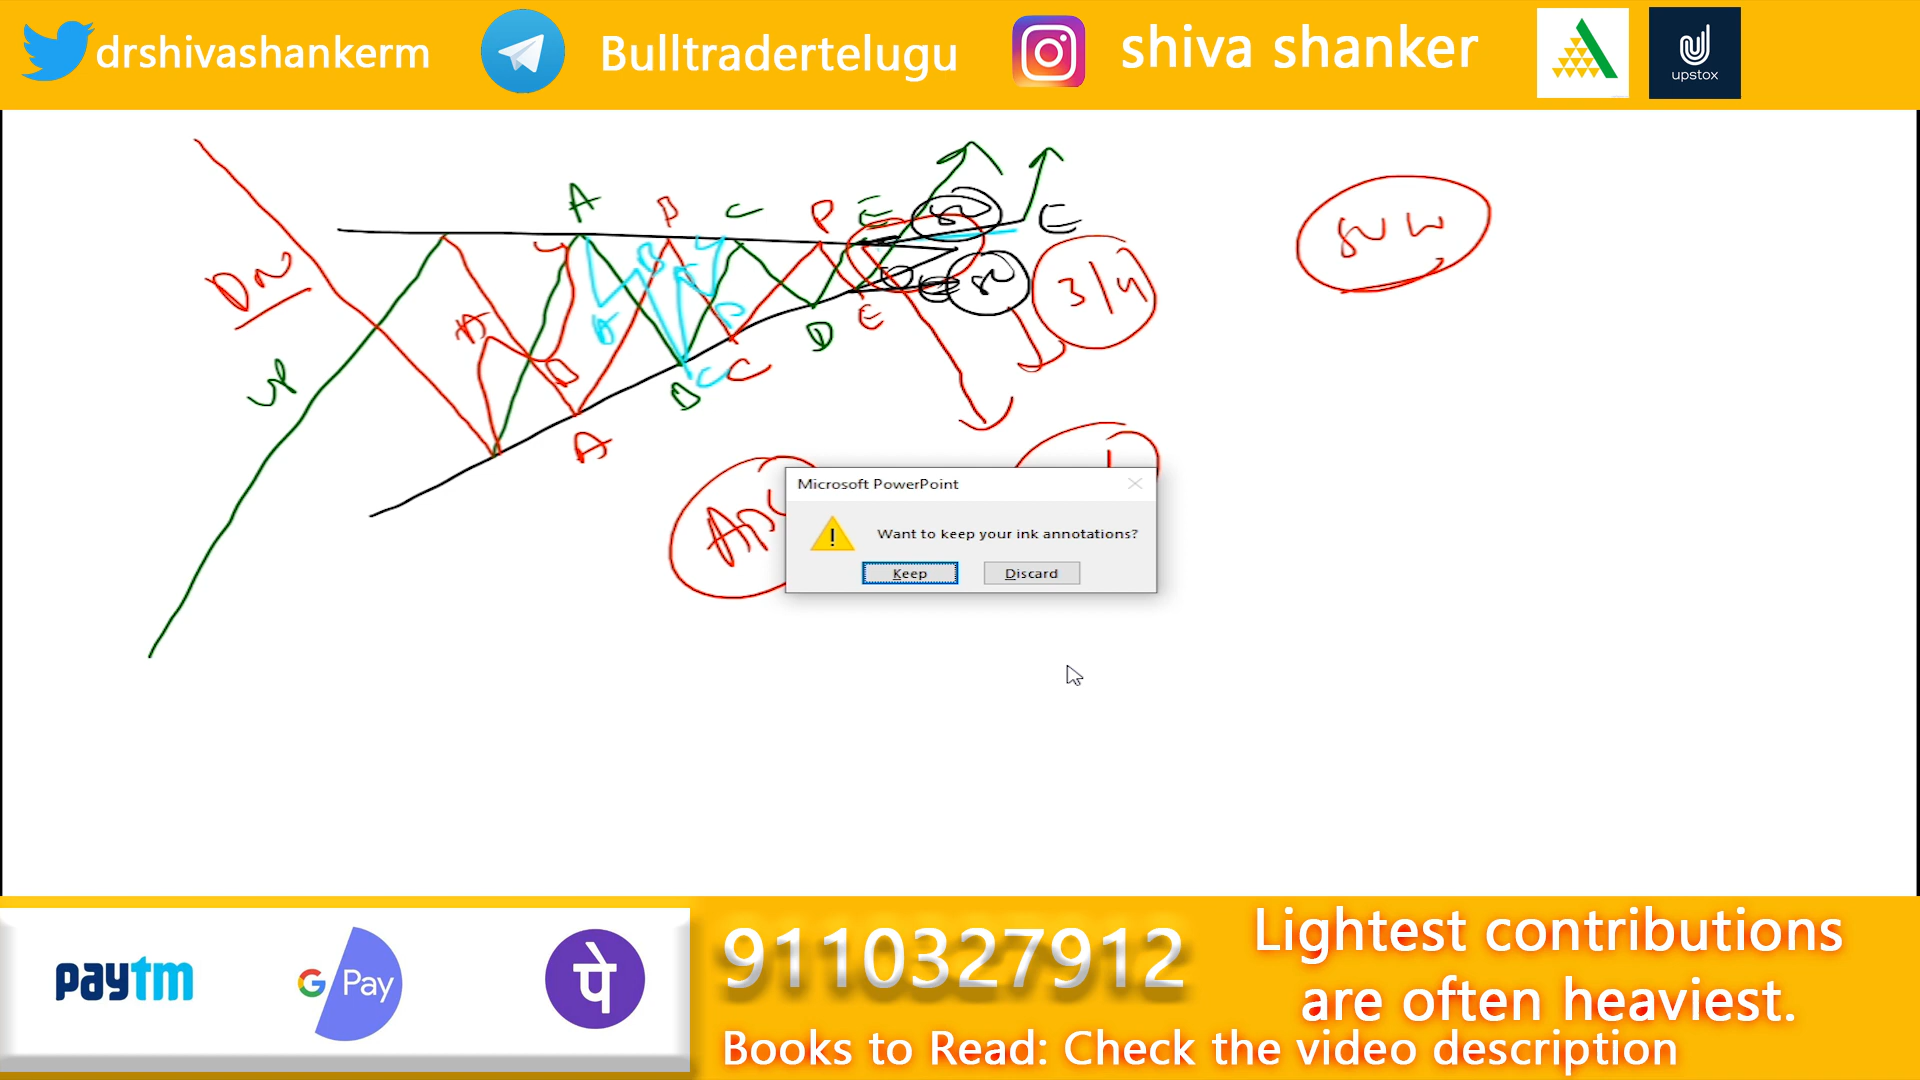 drshivashankerm
Bulltradertelugu
shiva shanker
upstox
A
B
C
P
E
E
DN
3/4
UP
A
B
B
D
D
E
C
C
B
A
Microsoft PowerPoint
Want to keep your ink annotations?
Keep
Discard
paytm
G Pay
पे
9110327912
Lightest contributions
are often heaviest.
Books to Read: Check the video description